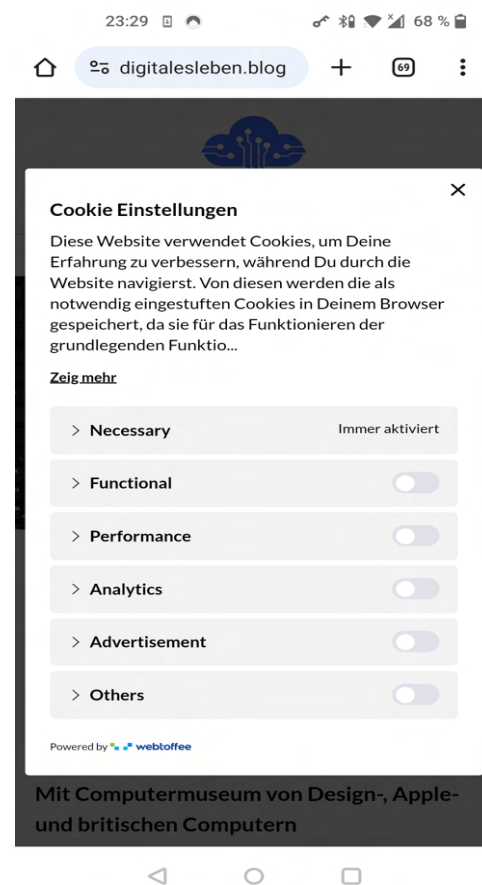 23:29 68 %
digitalesleben.blog 69
Cookie Einstellungen
Diese Website verwendet Cookies, um Deine
Erfahrung zu verbessern, während Du durch die
Website navigierst. Von diesen werden die als
notwendig eingestuften Cookies in Deinem Browser
gespeichert, da sie für das Funktionieren der
grundlegenden Funktio...
Zeig mehr
Necessary Immer aktiviert
Functional
Performance
Analytics
Advertisement
Others
Powered by webtoffee
Mit Computermuseum von Design-, Apple-
und britischen Computern